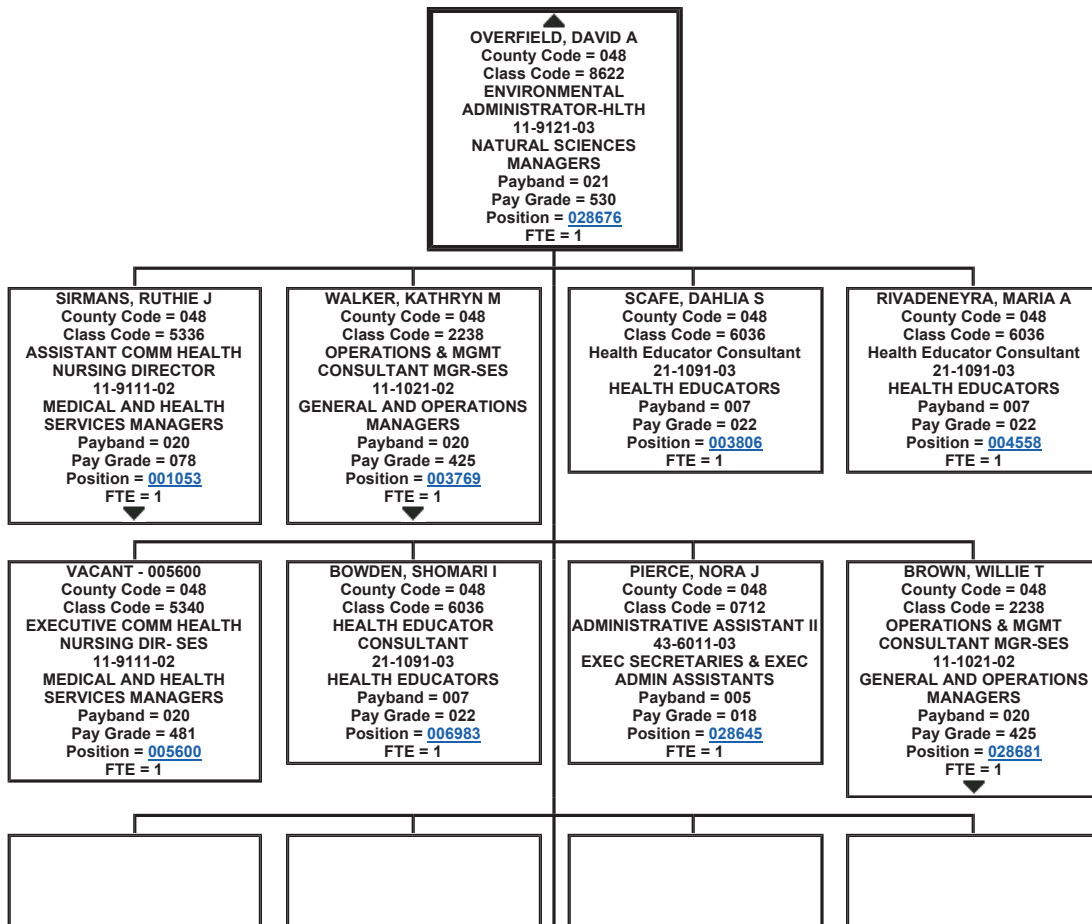 OVERFIELD, DAVID A
County Code = 048
Class Code = 8622
ENVIRONMENTAL
ADMINISTRATOR-HLTH
11-9121-03
NATURAL SCIENCES
MANAGERS
Payband = 021
Pay Grade = 530
Position = 028676
FTE = 1
SIRMANS, RUTHIE J
County Code = 048
Class Code = 5336
ASSISTANT COMM HEALTH
NURSING DIRECTOR
11-9111-02
MEDICAL AND HEALTH
SERVICES MANAGERS
Payband = 020
Pay Grade = 078
Position = 001053
FTE = 1
WALKER, KATHRYN M
County Code = 048
Class Code = 2238
OPERATIONS & MGMT
CONSULTANT MGR-SES
11-1021-02
GENERAL AND OPERATIONS
MANAGERS
Payband = 020
Pay Grade = 425
Position = 003769
FTE = 1
SCAFE, DAHLIA S
County Code = 048
Class Code = 6036
Health Educator Consultant
21-1091-03
HEALTH EDUCATORS
Payband = 007
Pay Grade = 022
Position = 003806
FTE = 1
RIVADENEYRA, MARIA A
County Code = 048
Class Code = 6036
Health Educator Consultant
21-1091-03
HEALTH EDUCATORS
Payband = 007
Pay Grade = 022
Position = 004558
FTE = 1
VACANT - 005600
County Code = 048
Class Code = 5340
EXECUTIVE COMM HEALTH
NURSING DIR- SES
11-9111-02
MEDICAL AND HEALTH
SERVICES MANAGERS
Payband = 020
Pay Grade = 481
Position = 005600
FTE = 1
BOWDEN, SHOMARI I
County Code = 048
Class Code = 6036
HEALTH EDUCATOR
CONSULTANT
21-1091-03
HEALTH EDUCATORS
Payband = 007
Pay Grade = 022
Position = 006983
FTE = 1
PIERCE, NORA J
County Code = 048
Class Code = 0712
ADMINISTRATIVE ASSISTANT II
43-6011-03
EXEC SECRETARIES & EXEC
ADMIN ASSISTANTS
Payband = 005
Pay Grade = 018
Position = 028645
FTE = 1
BROWN, WILLIE T
County Code = 048
Class Code = 2238
OPERATIONS & MGMT
CONSULTANT MGR-SES
11-1021-02
GENERAL AND OPERATIONS
MANAGERS
Payband = 020
Pay Grade = 425
Position = 028681
FTE = 1